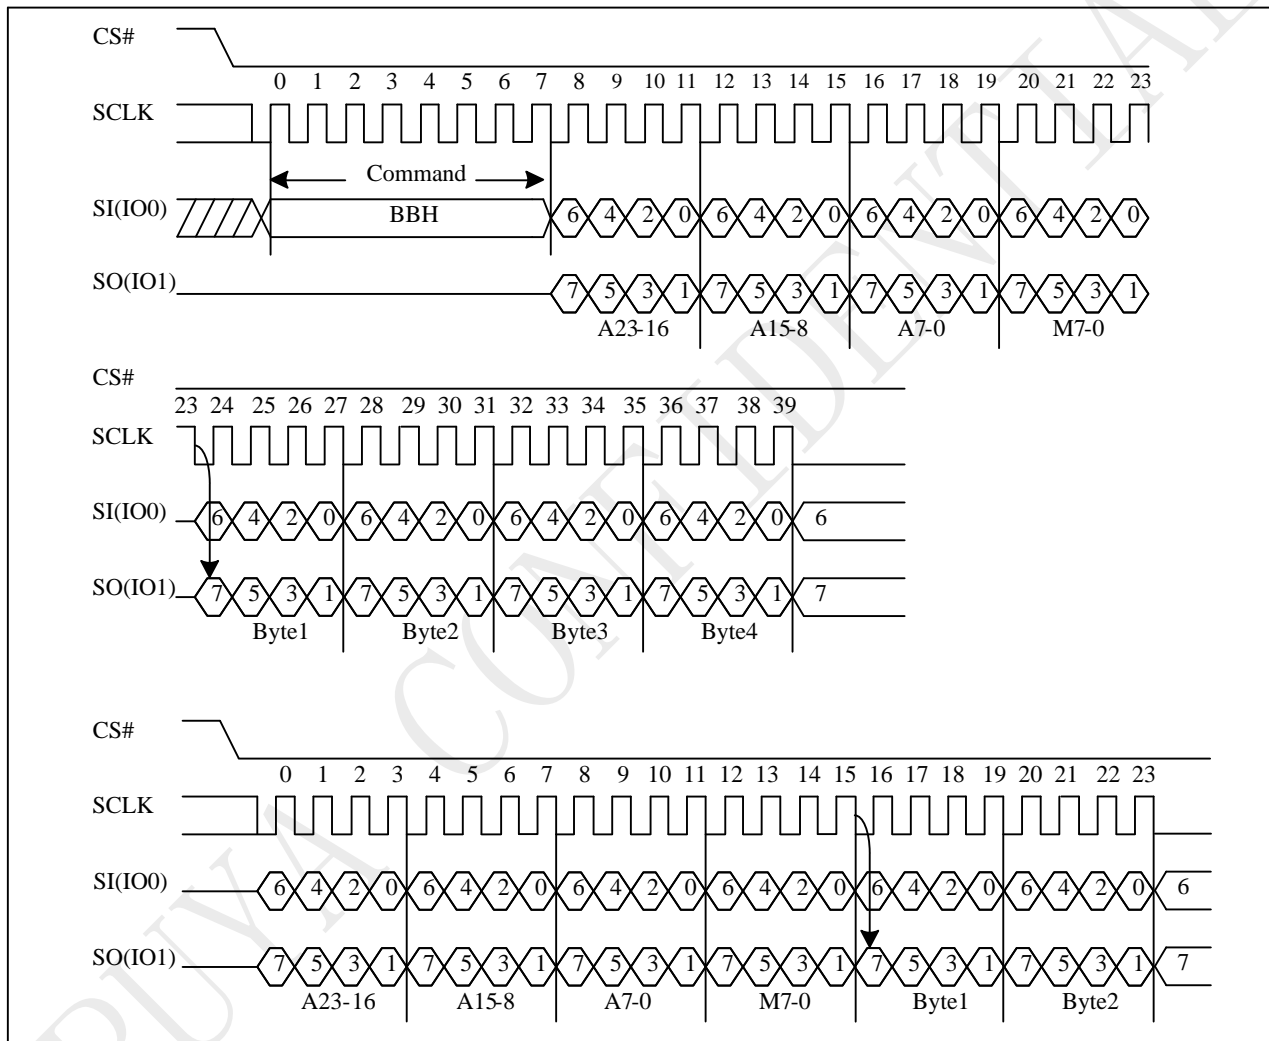 CS#
0 1 2 3 4 5 6 7 8 9 10 11 12 13 14 15 16 17 18 19 20 21 22 23
SCLK
Command
SI(IO0) BBH 6 4 2 0 6 4 2 0 6 4 2 0 6 4 2 0
SO(IO1) 7 5 3 1 7 5 3 1 7 5 3 1 7 5 3 1
A23-16 A15-8 A7-0 M7-0
CS#
23 24 25 26 27 28 29 30 31 32 33 34 35 36 37 38 39
SCLK
SI(IO0) 6 4 2 0 6 4 2 0 6 4 2 0 6 4 2 0 6
SO(IO1) 7 5 3 1 7 5 3 1 7 5 3 1 7 5 3 1 7
Byte1 Byte2 Byte3 Byte4
CS#
0 1 2 3 4 5 6 7 8 9 10 11 12 13 14 15 16 17 18 19 20 21 22 23
SCLK
SI(IO0) 6 4 2 0 6 4 2 0 6 4 2 0 6 4 2 0 6 4 2 0 6 4 2 0 6
SO(IO1) 7 5 3 1 7 5 3 1 7 5 3 1 7 5 3 1 7 5 3 1 7 5 3 1 7
A23-16 A15-8 A7-0 M7-0 Byte1 Byte2
PUYA CONFIDENTIAL